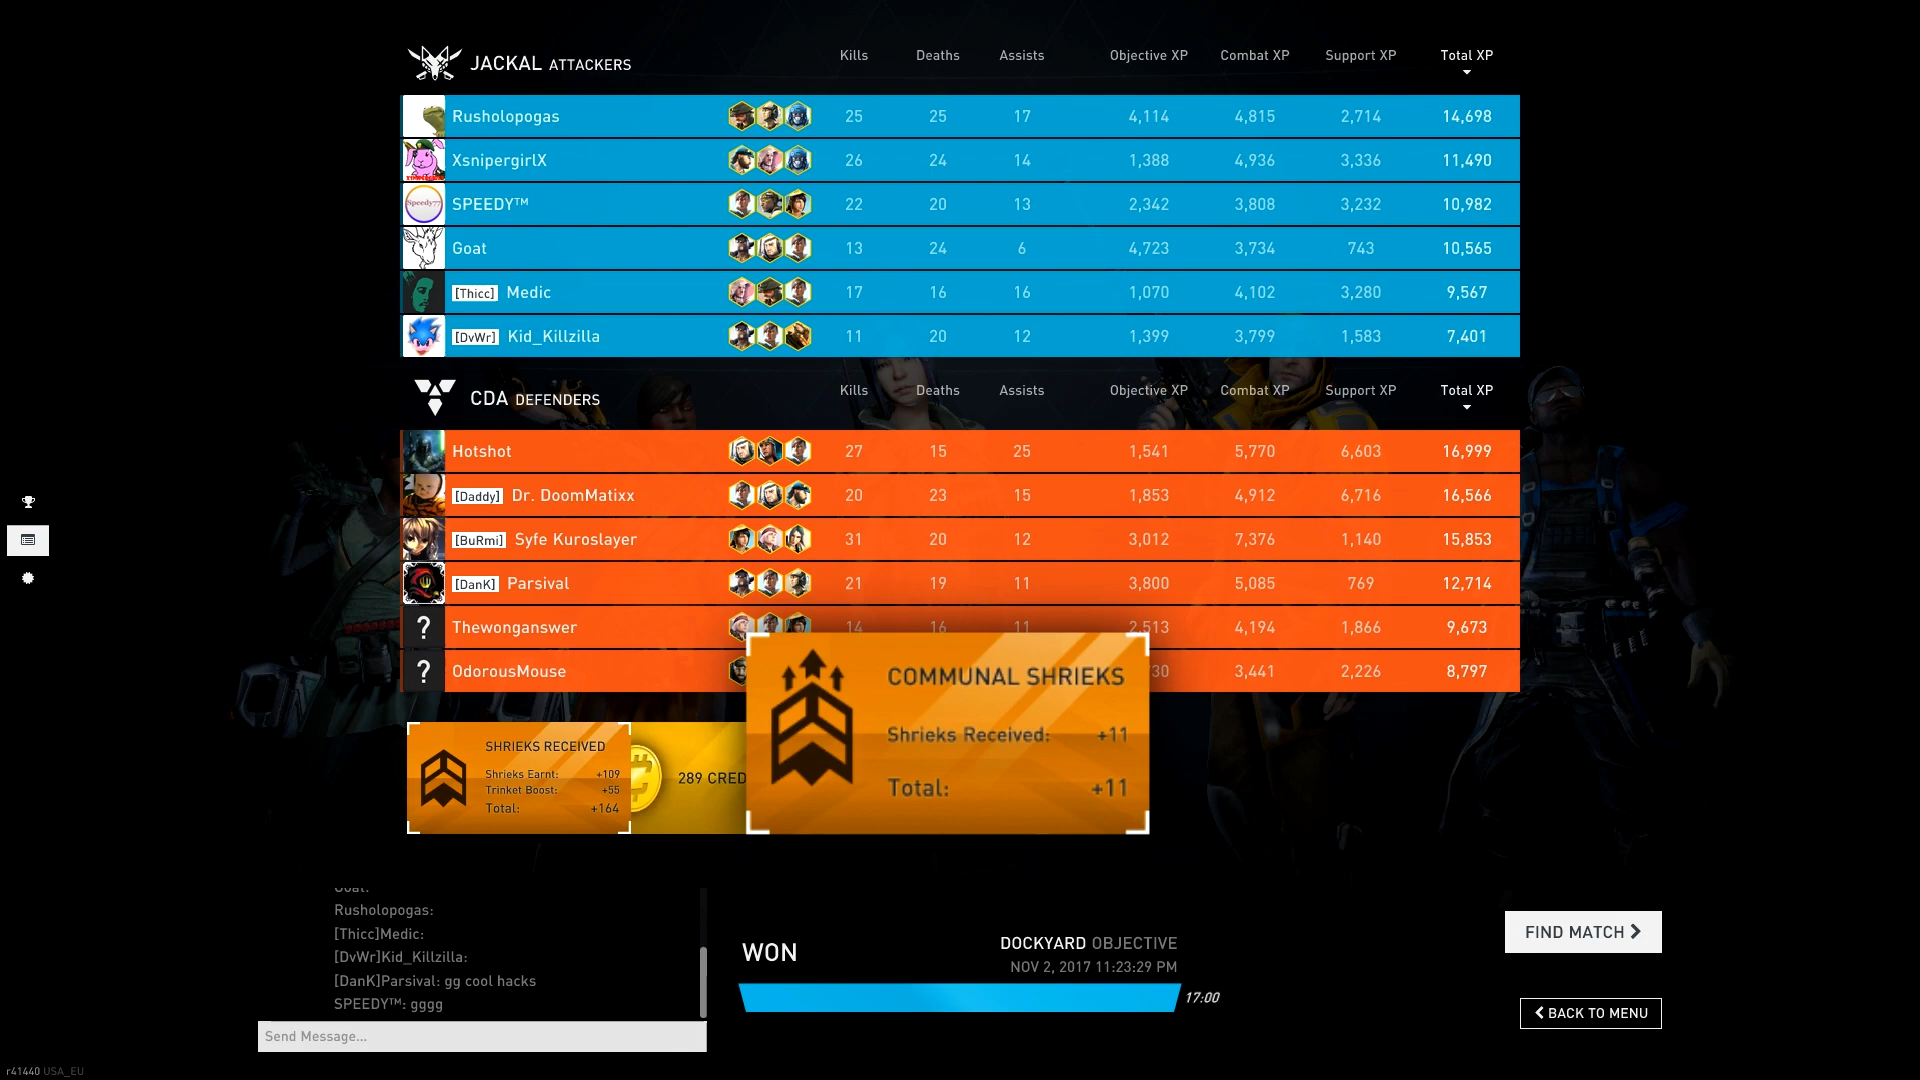 JACKAL ATTACKERS Kills Deaths Assists Objective XP Combat XP Support XP Total XP
Rusholopogas 25 25 17 4,114 4,815 2,714 14,698
XsnipergirlX 26 24 14 1,388 4,936 3,336 11,490
Speedy77 SPEEDY™ 22 20 13 2,342 3,808 3,232 10,982
Goat 13 24 6 4,723 3,734 743 10,565
[Thicc] Medic 17 16 16 1,070 4,102 3,280 9,567
[DvWr] Kid_Killzilla 11 20 12 1,399 3,799 1,583 7,401
CDA DEFENDERS Kills Deaths Assists Objective XP Combat XP Support XP Total XP
Hotshot 27 15 25 1,541 5,770 6,603 16,999
[Daddy] Dr. DoomMatixx 20 23 15 1,853 4,912 6,716 16,566
[BuRmi] Syfe Kuroslayer 31 20 12 3,012 7,376 1,140 15,853
[DanK] Parsival 21 19 11 3,800 5,085 769 12,714
? Thewonganswer 14 16 11 2,513 4,194 1,866 9,673
? OdorousMouse 30 3,441 2,226 8,797
SHRIEKS RECEIVED
Shrieks Earnt: +109
Trinket Boost: +55
Total: +164
289 CRED
COMMUNAL SHRIEKS
Shrieks Received: +11
Total: +11
Goat:
Rusholopogas:
[Thicc]Medic:
[DvWr]Kid_Killzilla:
[DanK]Parsival: gg cool hacks
SPEEDY™: gggg
Send Message...
WON
DOCKYARD OBJECTIVE
NOV 2, 2017 11:23:29 PM
17:00
FIND MATCH
BACK TO MENU
r41440 USA_EU